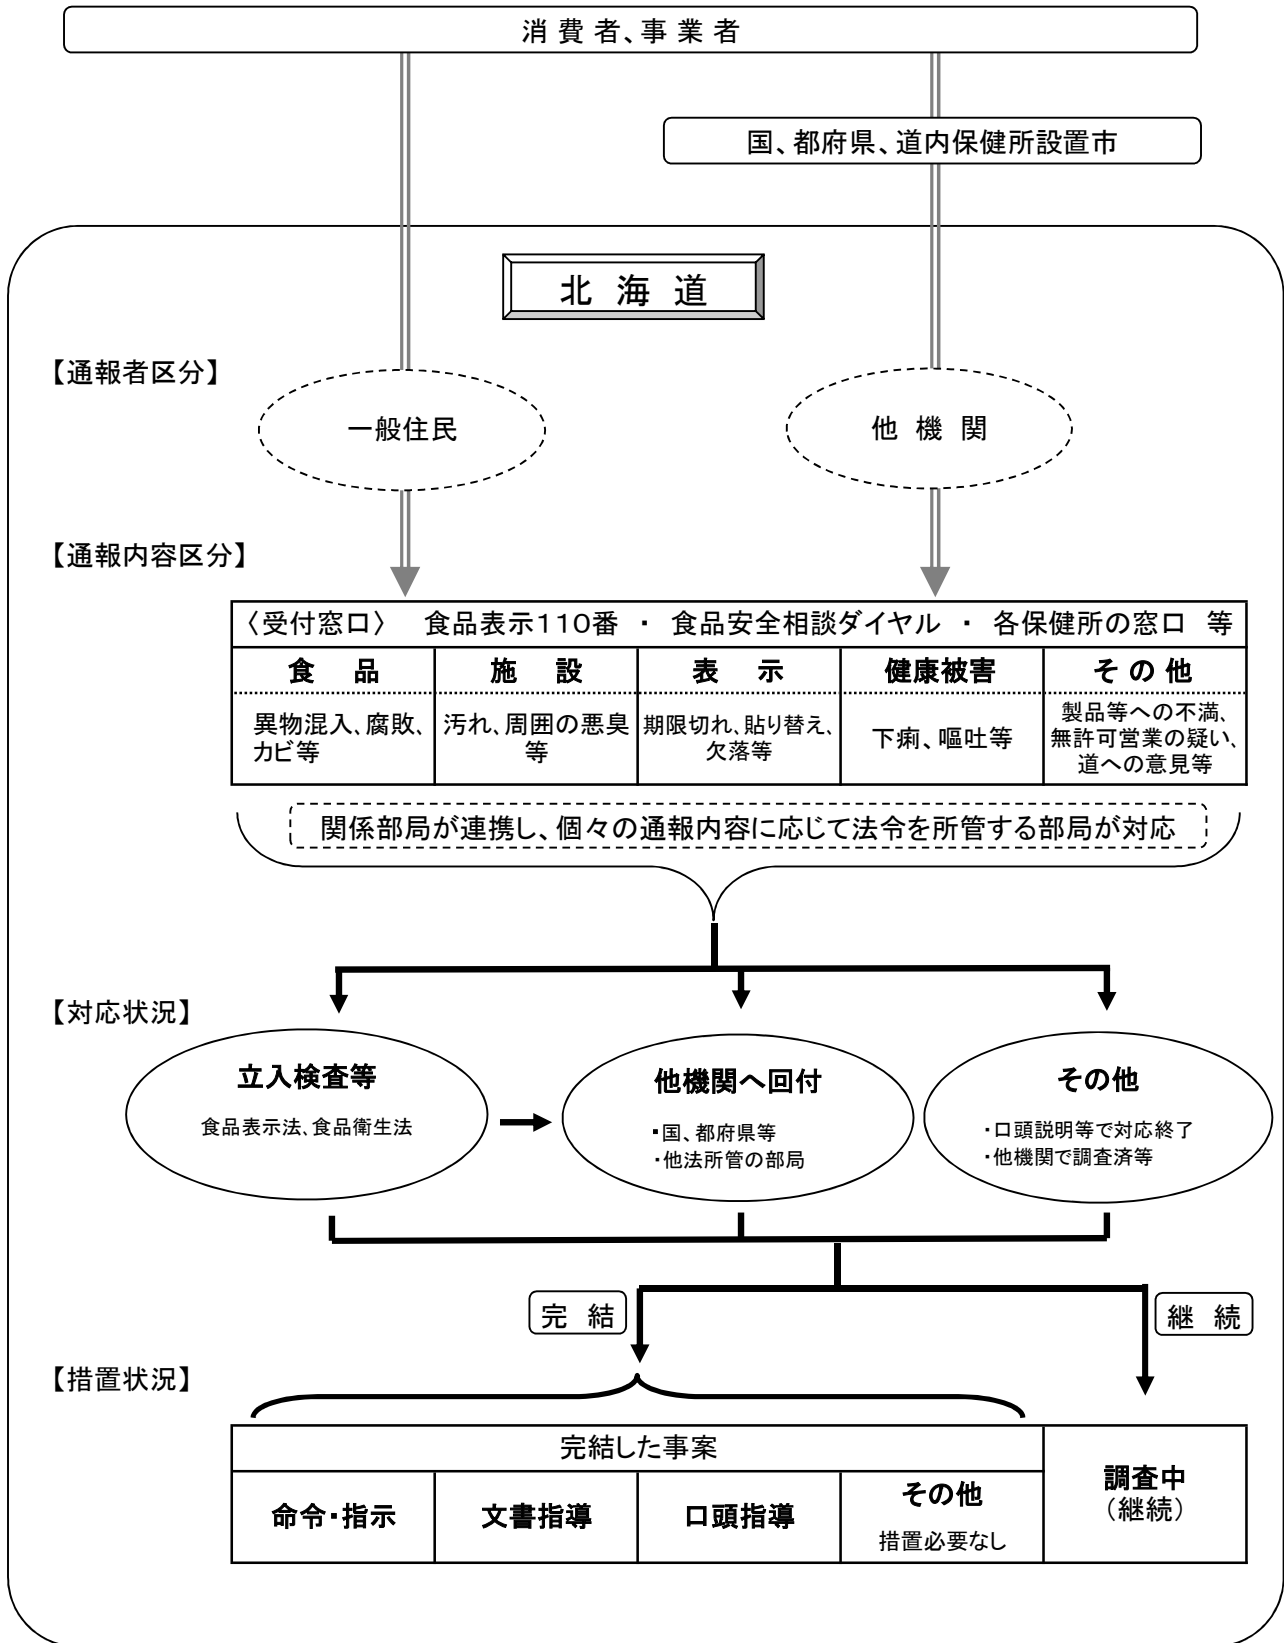 消費者、事業者
国、都府県、道内保健所設置市
北海道
【通報者区分】
一般住民
他機関
【通報内容区分】
〈受付窓口〉　食品表示110番 ・ 食品安全相談ダイヤル ・ 各保健所の窓口 等
食品
施設
表示
健康被害
その他
異物混入、腐敗、
カビ等
汚れ、周囲の悪臭
等
期限切れ、貼り替え、
欠落等
下痢、嘔吐等
製品等への不満、
無許可営業の疑い、
道への意見等
関係部局が連携し、個々の通報内容に応じて法令を所管する部局が対応
【対応状況】
立入検査等
食品表示法、食品衛生法
他機関へ回付
・国、都府県等
・他法所管の部局
その他
・口頭説明等で対応終了
・他機関で調査済等
完結
継続
【措置状況】
完結した事案
命令・指示
文書指導
口頭指導
その他
措置必要なし
調査中
（継続）